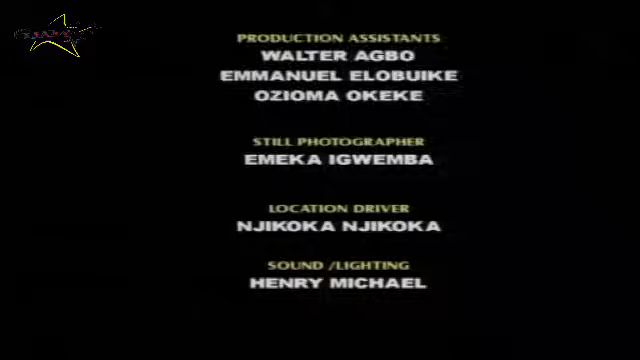 PRODUCTION ASSISTANTS
WALTER AGBO
EMMANUEL ELOBUIKE
OZIOMA OKEKE
STILL PHOTOGRAPHER
EMEKA IGWEMBA
LOCATION DRIVER
NJIKOKA NJIKOKA
SOUND /LIGHTING
HENRY MICHAEL